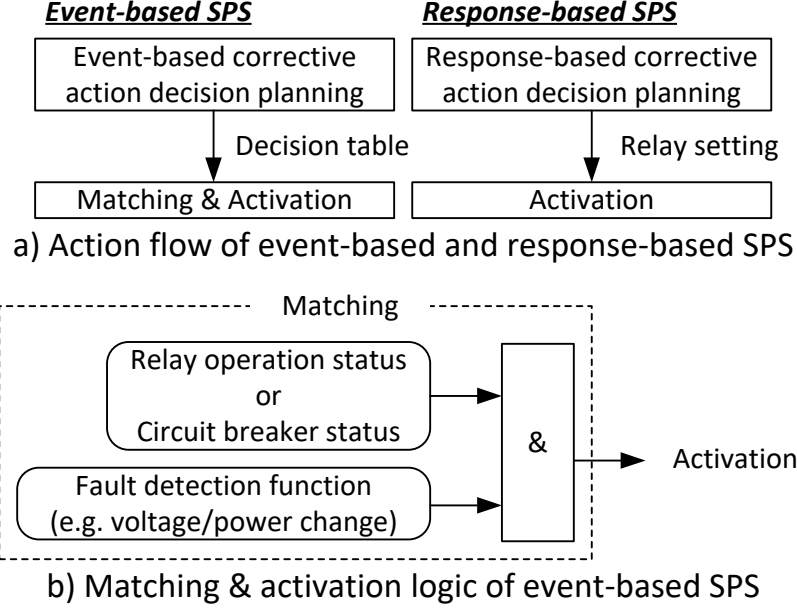 Event-based SPS
Response-based SPS
Event-based corrective
action decision planning
Response-based corrective
action decision planning
Decision table
Relay setting
Matching & Activation
Activation
a) Action flow of event-based and response-based SPS
Matching
Relay operation status
or
Circuit breaker status
&
Activation
Fault detection function
(e.g. voltage/power change)
b) Matching & activation logic of event-based SPS